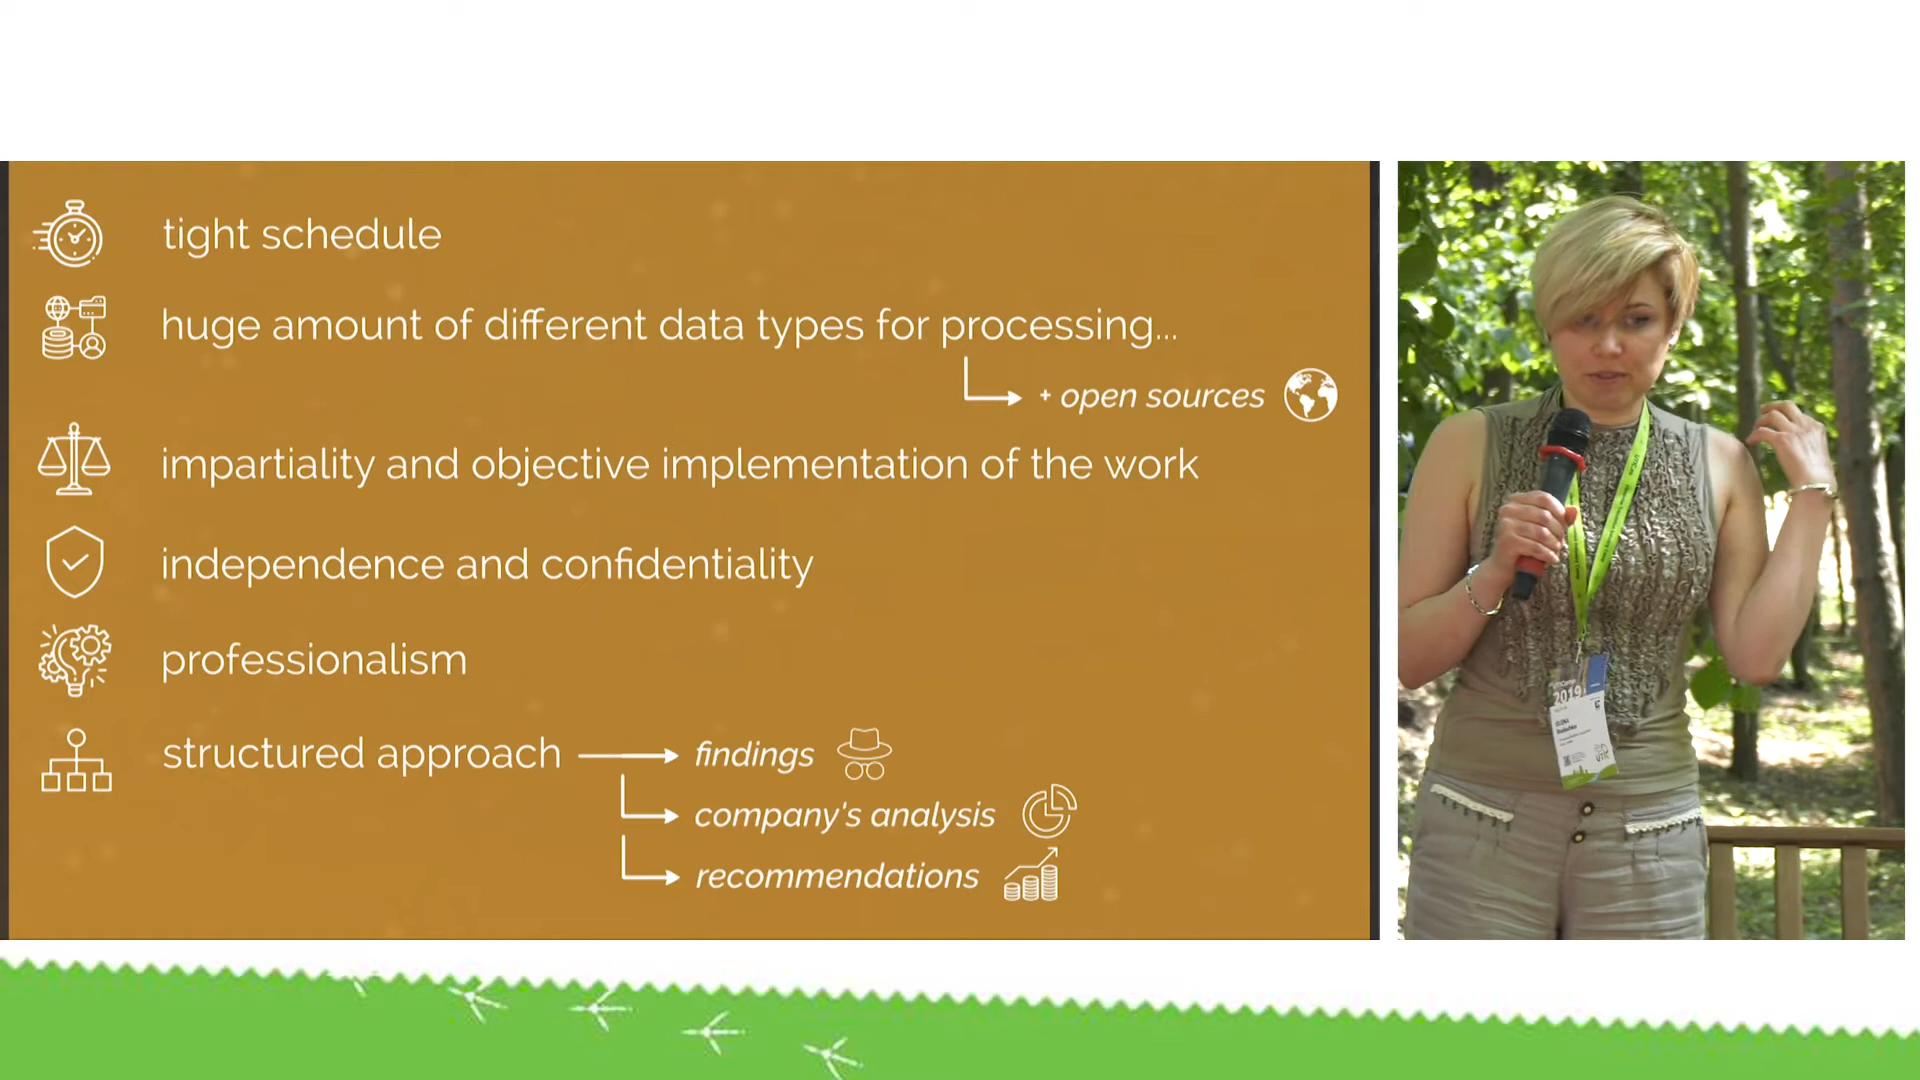 tight schedule
huge amount of different data types for processing...
+ open sources
impartiality and objective implementation of the work
independence and confidentiality
professionalism
structured approach
findings
company's analysis
recommendations
2019